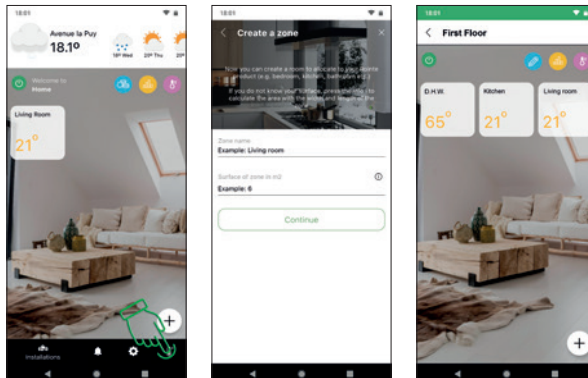 18:01
Avenue la Puy
18.1º
18º Wed
20º Thu
Welcome to
Home
Living Room
21°
+
Installations
18:01
< Create a zone ×
Now you can create a room to allocate to your
product (e.g. bedroom, kitchen, bathroom e.g.)
If you do not know your surface, press the
calculate the area with the width and length of the
Zone name
Example: Living room
Surface of zone in m2
Example: 6
Continue
18:01
< First Floor
D.H.W.
65°
Kitchen
21°
Living room
21°
+